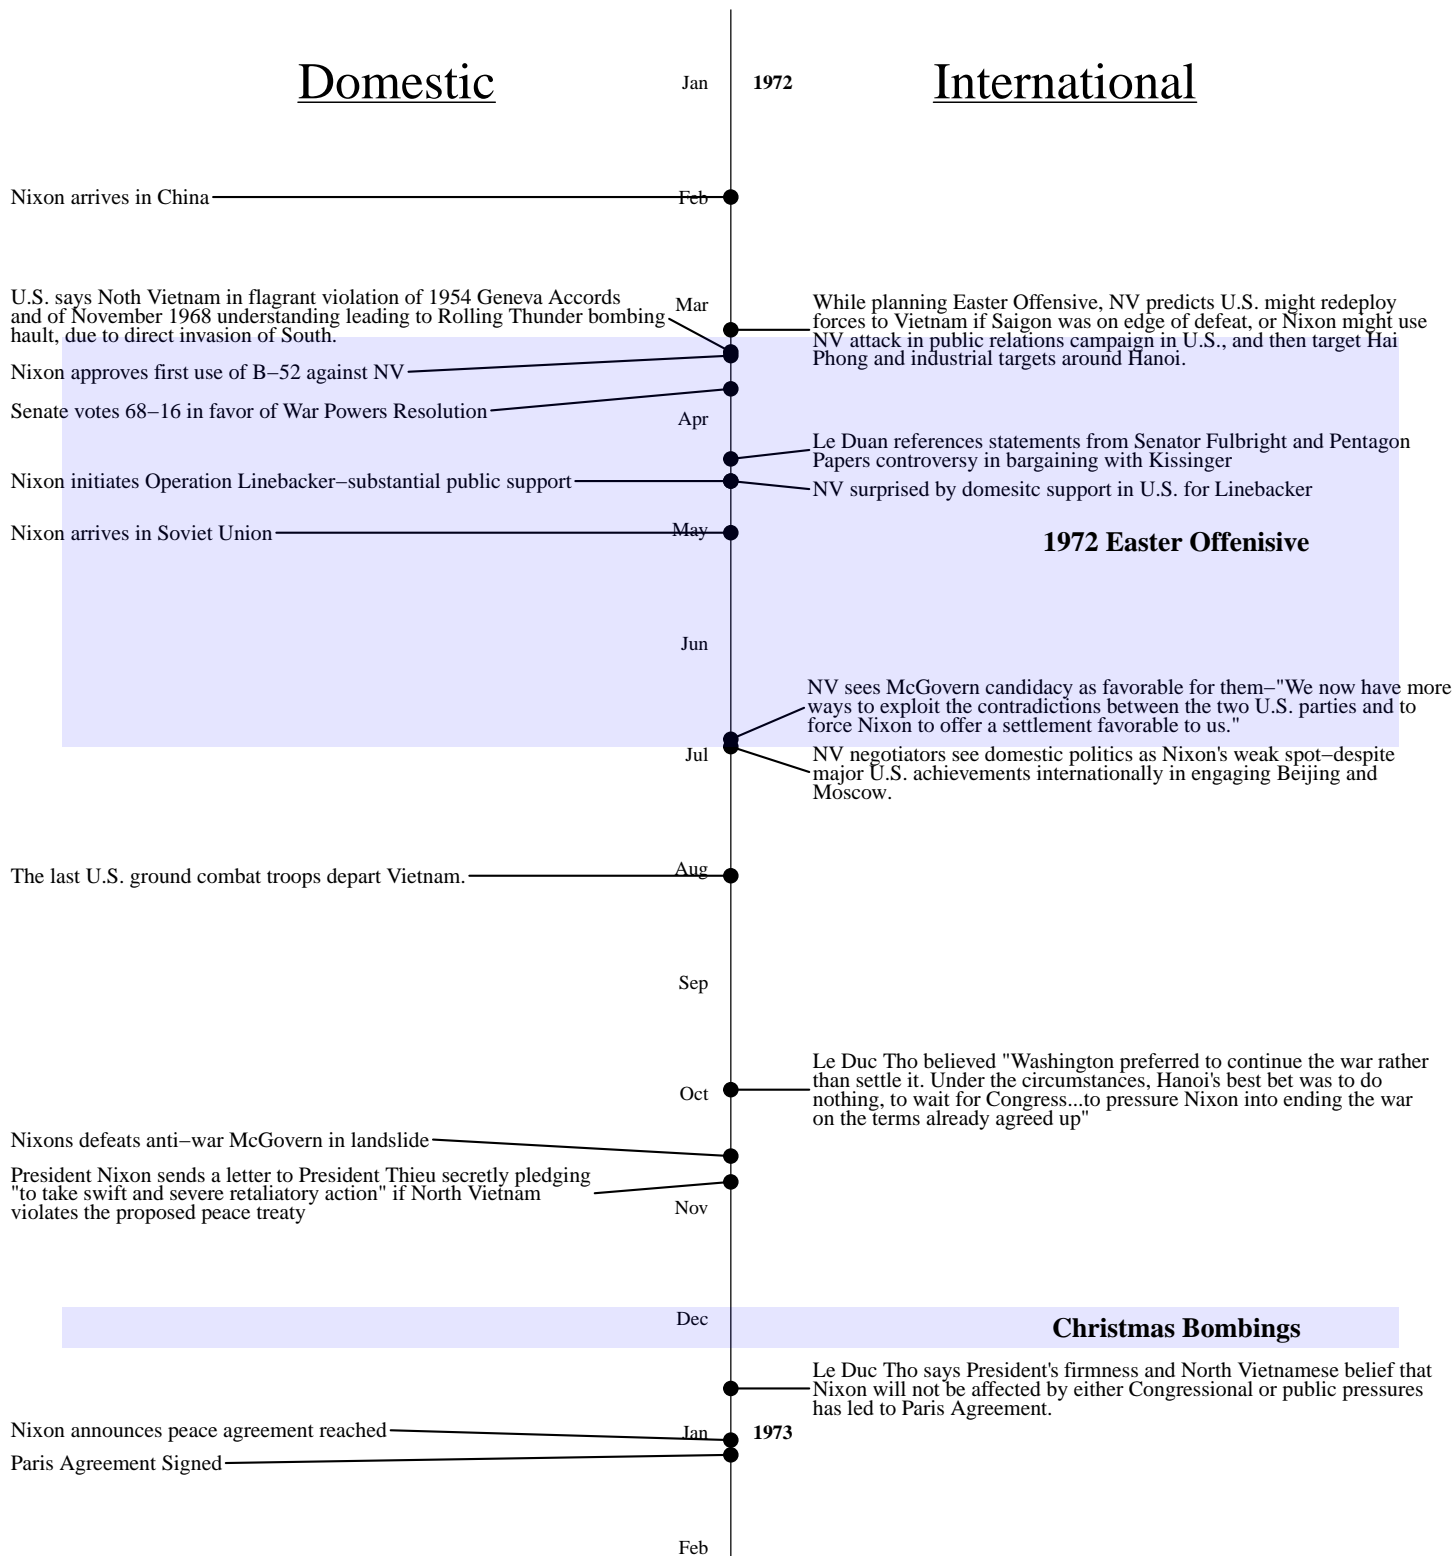 Domestic
Jan 1972
International
Nixon arrives in China
Feb
U.S. says Noth Vietnam in flagrant violation of 1954 Geneva Accords
and of November 1968 understanding leading to Rolling Thunder bombing
hault, due to direct invasion of South.
Mar
While planning Easter Offensive, NV predicts U.S. might redeploy
forces to Vietnam if Saigon was on edge of defeat, or Nixon might use
NV attack in public relations campaign in U.S., and then target Hai
Phong and industrial targets around Hanoi.
Nixon approves first use of B−52 against NV
Senate votes 68−16 in favor of War Powers Resolution
Apr
Le Duan references statements from Senator Fulbright and Pentagon
Papers controversy in bargaining with Kissinger
Nixon initiates Operation Linebacker−substantial public support
NV surprised by domesitc support in U.S. for Linebacker
Nixon arrives in Soviet Union
May
1972 Easter Offenisive
Jun
NV sees McGovern candidacy as favorable for them−"We now have more
ways to exploit the contradictions between the two U.S. parties and to
force Nixon to offer a settlement favorable to us."
Jul
NV negotiators see domestic politics as Nixon's weak spot−despite
major U.S. achievements internationally in engaging Beijing and
Moscow.
The last U.S. ground combat troops depart Vietnam.
Aug
Sep
Le Duc Tho believed "Washington preferred to continue the war rather
than settle it. Under the circumstances, Hanoi's best bet was to do
nothing, to wait for Congress...to pressure Nixon into ending the war
on the terms already agreed up"
Oct
Nixons defeats anti−war McGovern in landslide
President Nixon sends a letter to President Thieu secretly pledging
"to take swift and severe retaliatory action" if North Vietnam
violates the proposed peace treaty
Nov
Dec
Christmas Bombings
Le Duc Tho says President's firmness and North Vietnamese belief that
Nixon will not be affected by either Congressional or public pressures
has led to Paris Agreement.
Nixon announces peace agreement reached
Jan 1973
Paris Agreement Signed
Feb